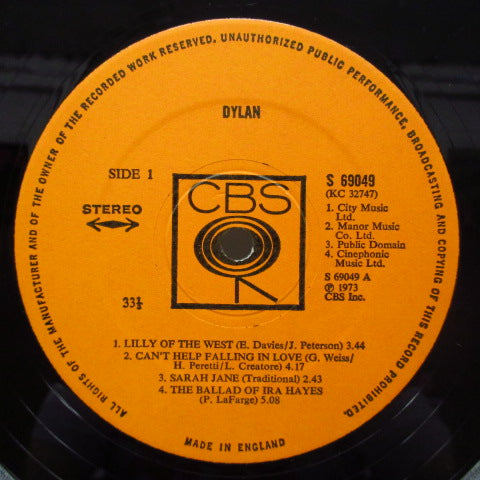 ALL RIGHTS OF THE MANUFACTURER AND OF THE OWNER OF THE RECORDED WORK RESERVED. UNAUTHORIZED PUBLIC PERFORMANCE, BROADCASTING AND COPYING OF THIS RECORD PROHIBITED.
DYLAN
SIDE 1
STEREO
33⅓
CBS
S 69049
(KC 32747)
1. City Music
Ltd.
2. Manor Music
Co. Ltd.
3. Public Domain
4. Cinephonic
Music Ltd.
S 69049 A
℗ 1973
CBS Inc.
1. LILLY OF THE WEST (E. Davies/J. Peterson) 3.44
2. CAN'T HELP FALLING IN LOVE (G. Weiss/
H. Peretti/L. Creatore) 4.17
3. SARAH JANE (Traditional) 2.43
4. THE BALLAD OF IRA HAYES
(P. LaFarge) 5.08
MADE IN ENGLAND